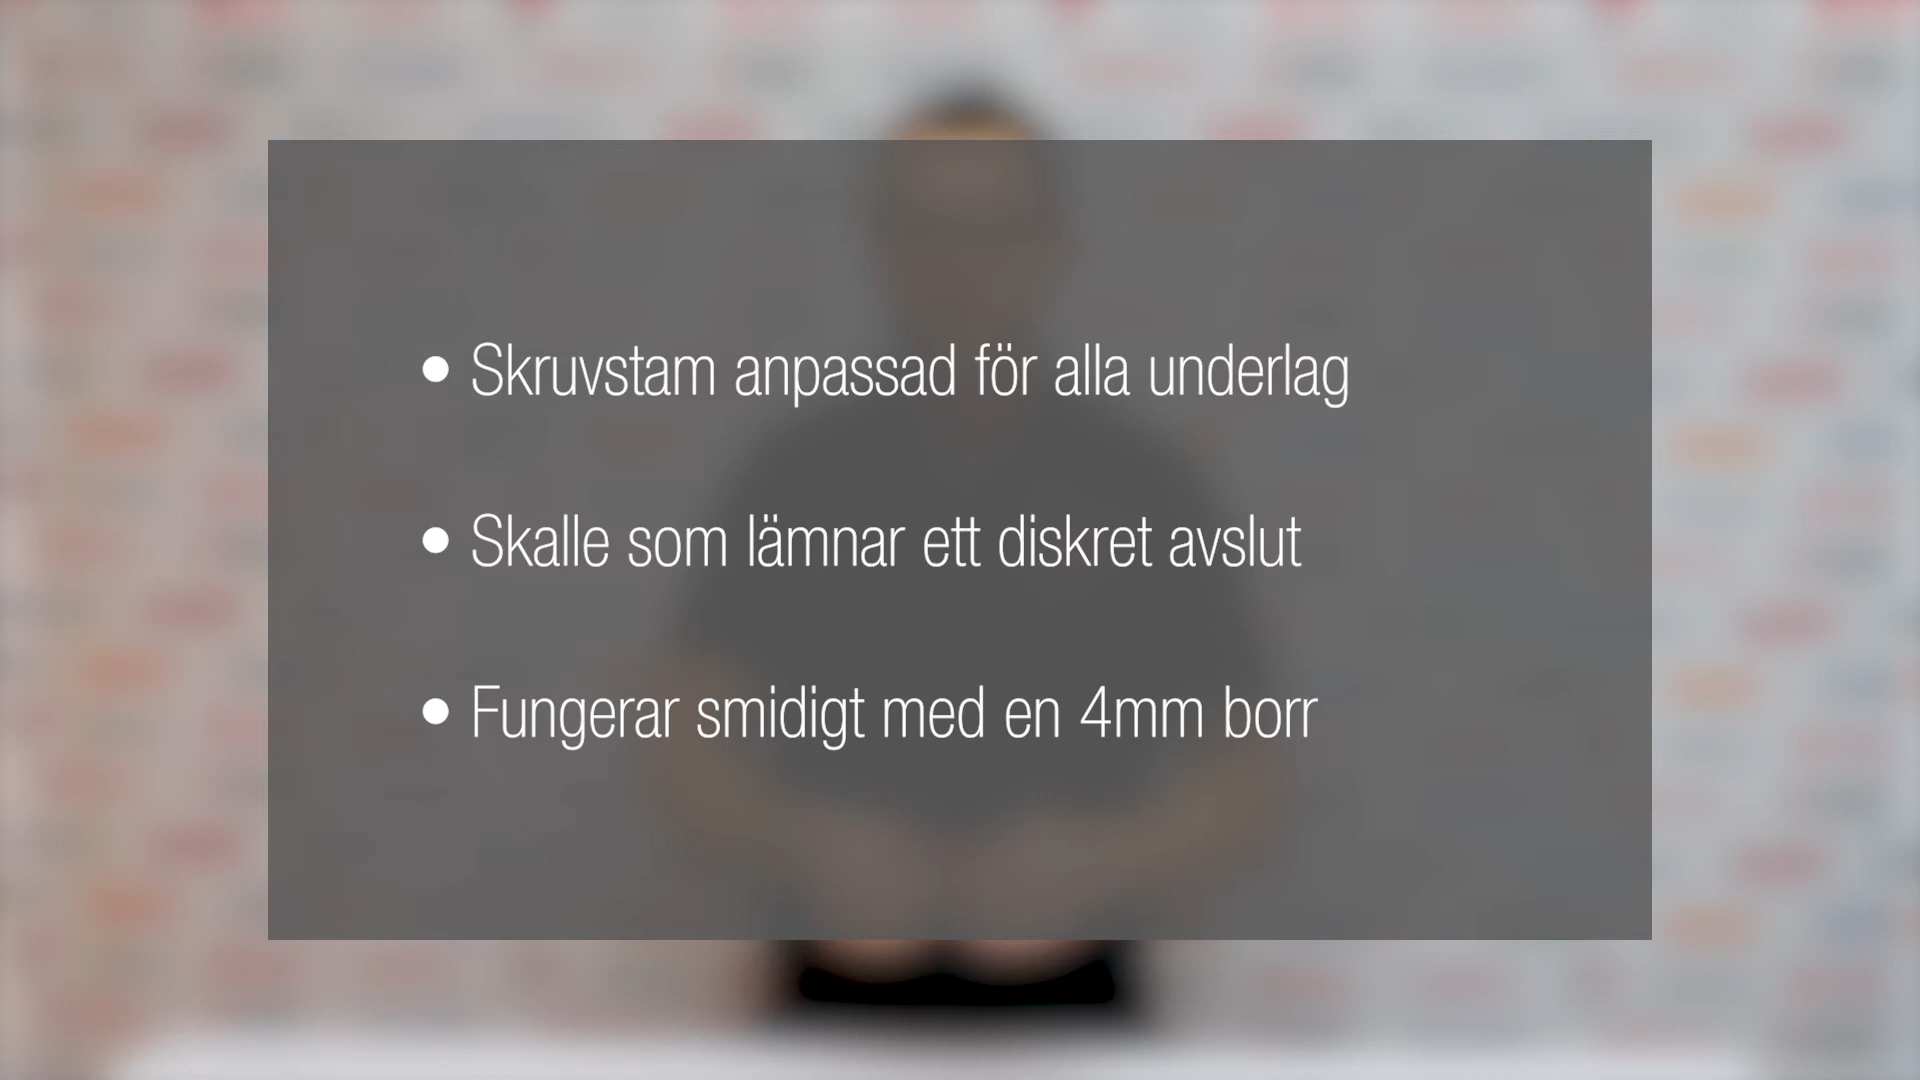 • Skruvstam anpassad för alla underlag
• Skalle som lämnar ett diskret avslut
• Fungerar smidigt med en 4mm borr